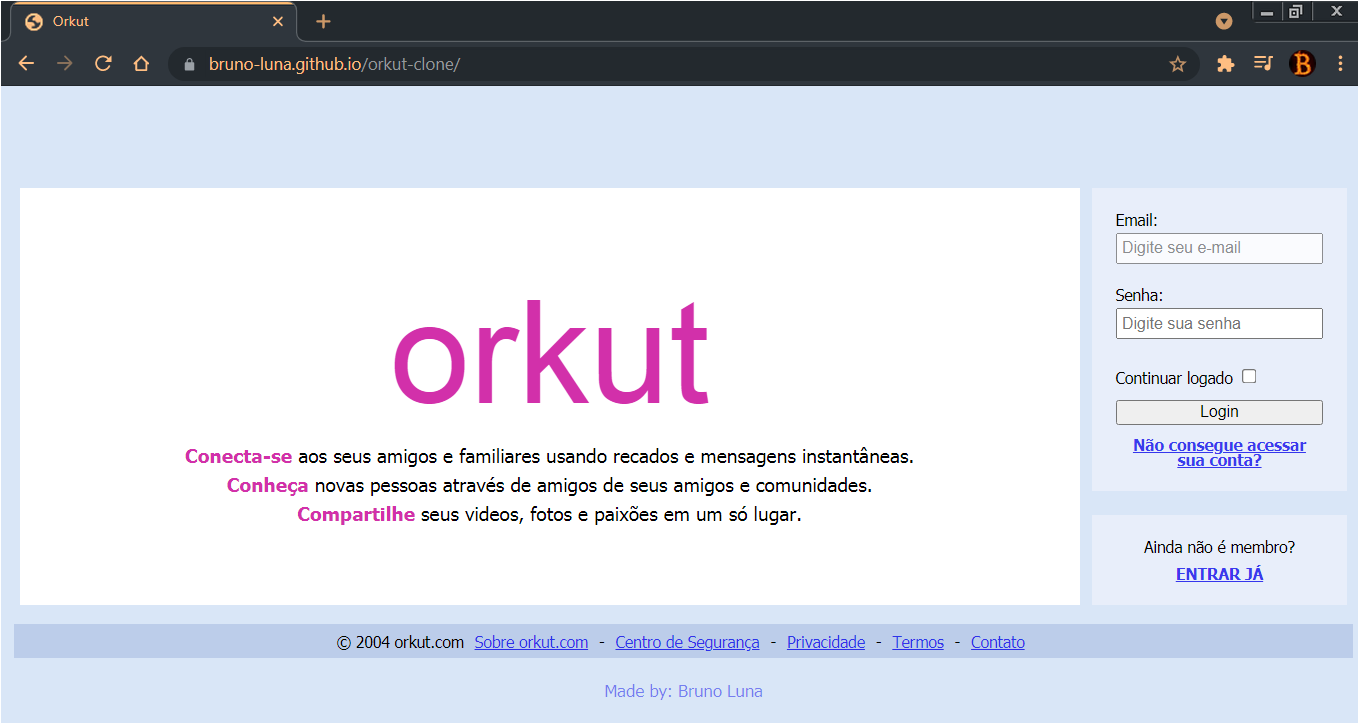 Orkut
bruno-luna.github.io/orkut-clone/
orkut
Conecta-se aos seus amigos e familiares usando recados e mensagens instantâneas.
Conheça novas pessoas através de amigos de seus amigos e comunidades.
Compartilhe seus videos, fotos e paixões em um só lugar.
Email:
Digite seu e-mail
Senha:
Digite sua senha
Continuar logado
Login
Não consegue acessar
sua conta?
Ainda não é membro?
ENTRAR JÁ
© 2004 orkut.com Sobre orkut.com - Centro de Segurança - Privacidade - Termos - Contato
Made by: Bruno Luna